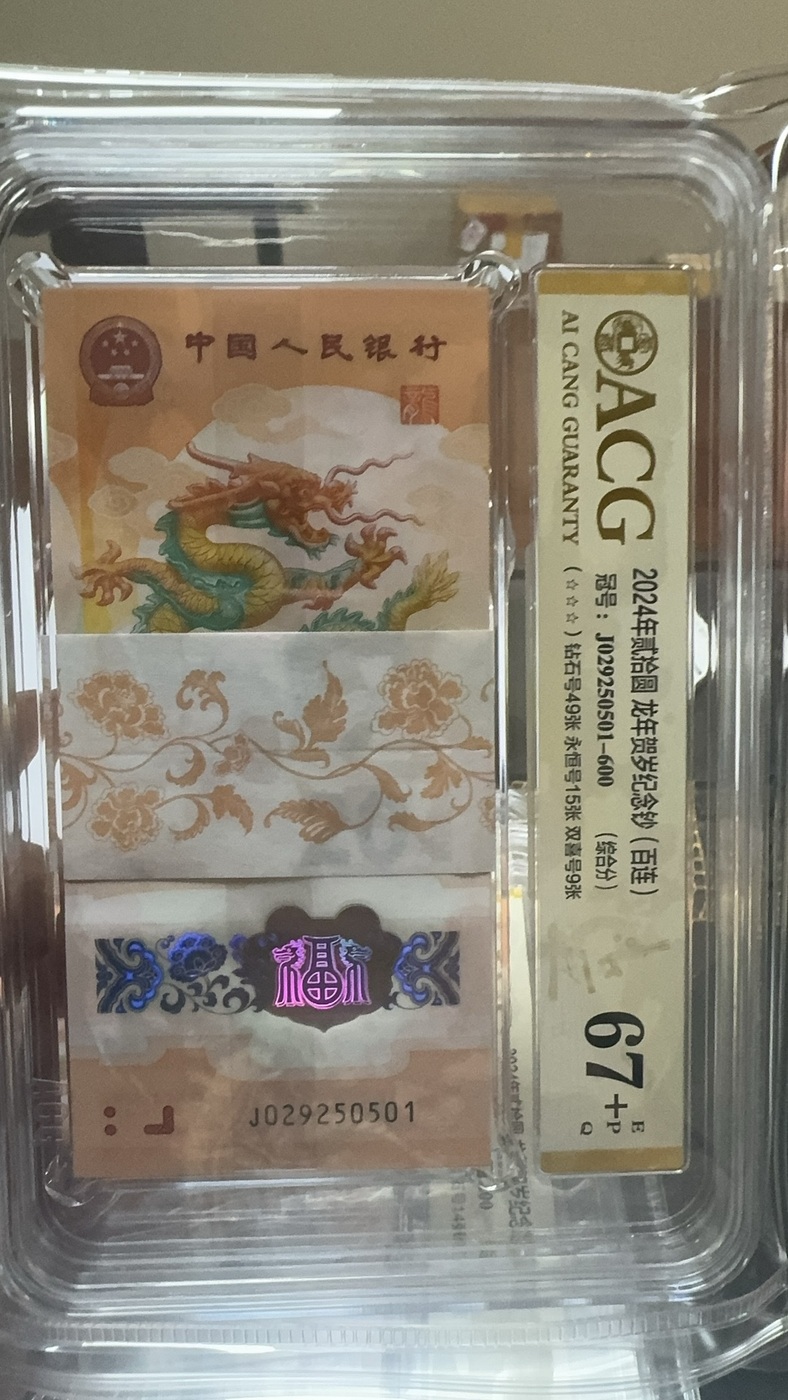 中国人民银行
龍
福
J029250501
ACG
AI CANG GUARANTY
2024年贰拾圆 龙年贺岁纪念钞（百连）
冠号：J029250501-600 （综合分）
（☆☆☆）钻石号49张 永恒号15张 双喜号9张
67+
E
P
Q